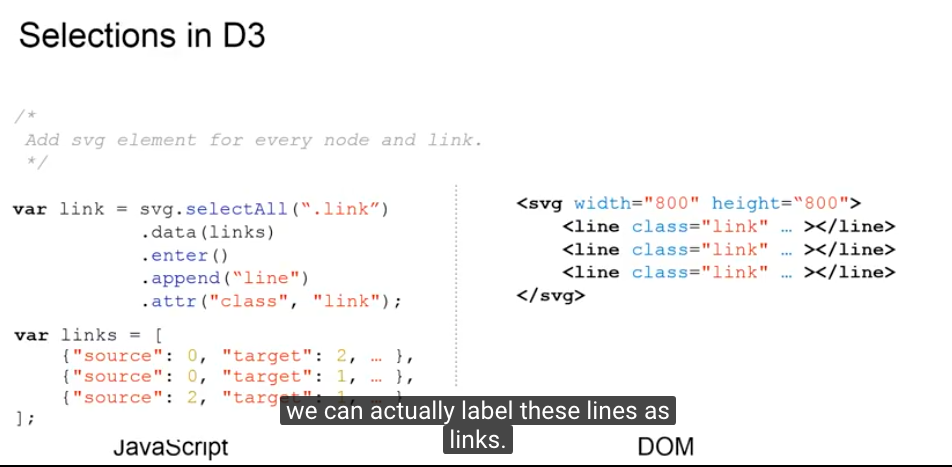 Selections in D3
/*
Add svg element for every node and link.
*/
var link = svg.selectAll(“.link”)
.data(links)
.enter()
.append(“line")
.attr("class", "link");
var links = [
{"source": 0, "target": 2, … },
{"source": 0, "target": 1, … },
{"source": 2, "target": 1, … }
];
JavaScript
<svg width="800" height=“800">
<line class="link" … ></line>
<line class="link" … ></line>
<line class="link" … ></line>
</svg>
DOM
we can actually label these lines as
links.